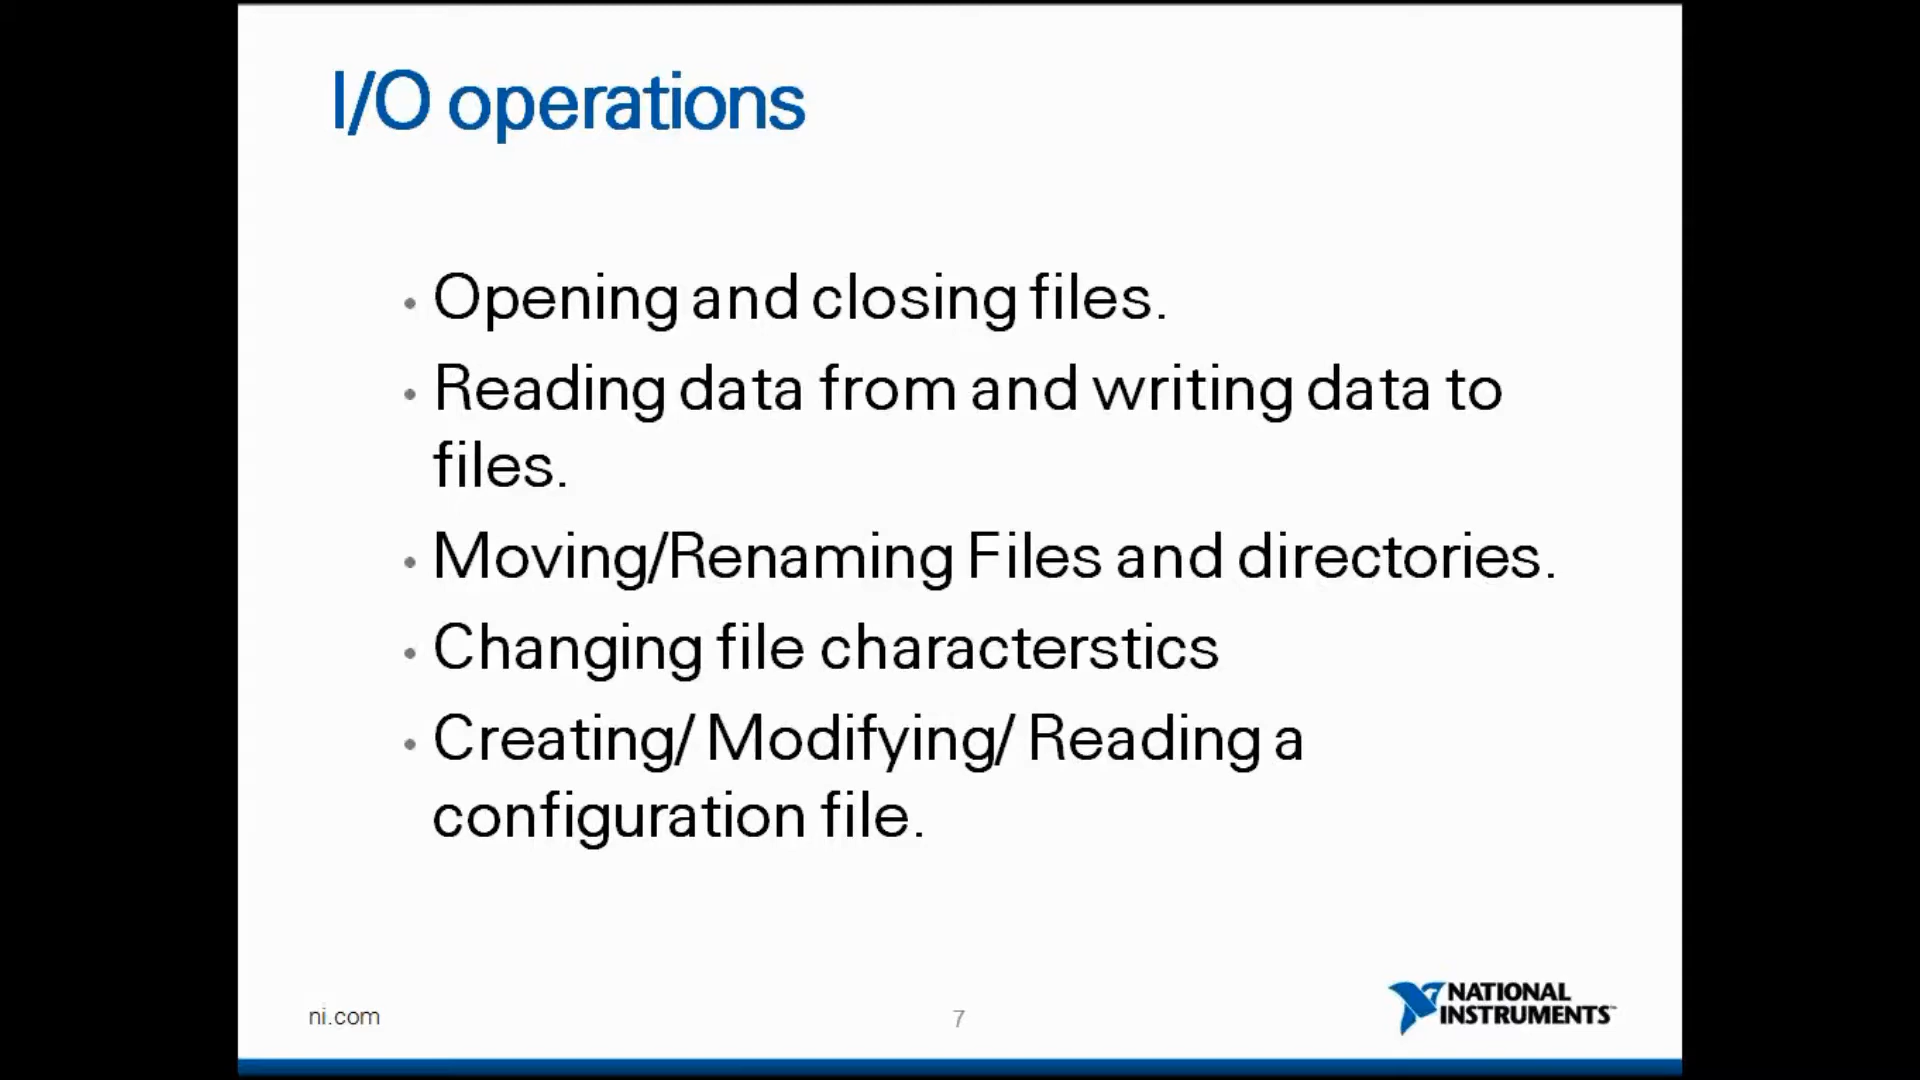 I/O operations
• Opening and closing files.
• Reading data from and writing data to
files.
• Moving/Renaming Files and directories.
• Changing file characterstics
• Creating/ Modifying/ Reading a
configuration file.
ni.com
7
NATIONAL
INSTRUMENTS™